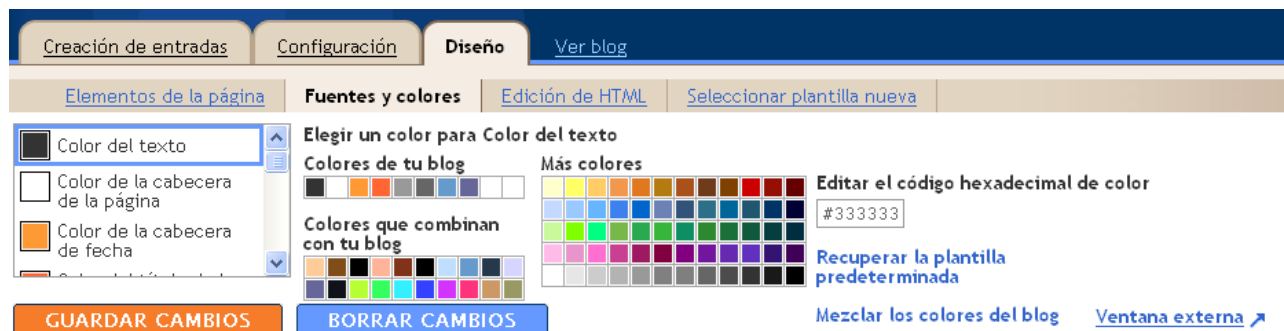 Creación de entradas Configuración Diseño Ver blog
Elementos de la página Fuentes y colores Edición de HTML Seleccionar plantilla nueva
Color del texto
Color de la cabecera
de la página
Color de la cabecera
de fecha
Elegir un color para Color del texto
Colores de tu blog
Colores que combinan
con tu blog
Más colores
Editar el código hexadecimal de color
#333333
Recuperar la plantilla
predeterminada
Mezclar los colores del blog
Ventana externa
GUARDAR CAMBIOS BORRAR CAMBIOS